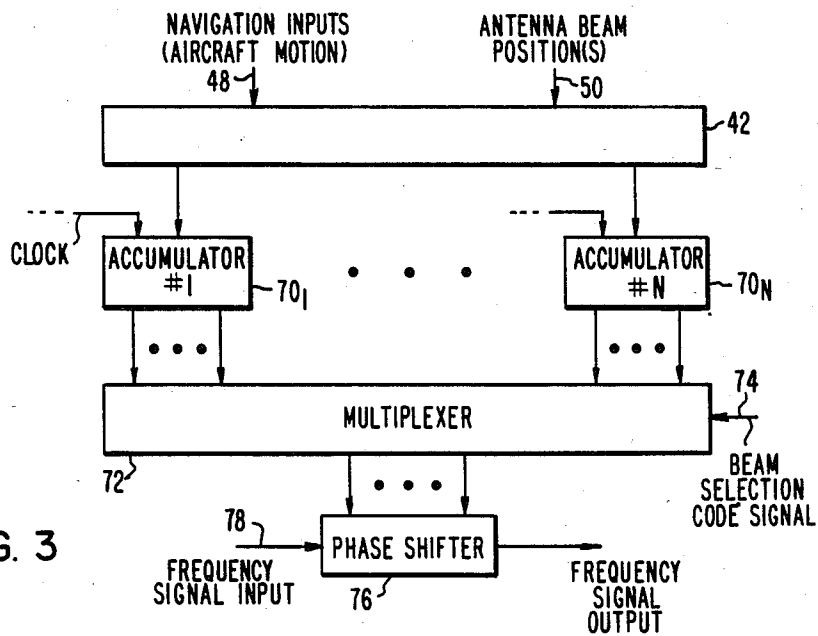 NAVIGATION INPUTS
(AIRCRAFT MOTION)
48
ANTENNA BEAM
POSITION(S)
50
42
CLOCK
ACCUMULATOR
#1
70₁
ACCUMULATOR
#N
70N
MULTIPLEXER
74
72
BEAM
SELECTION
CODE SIGNAL
G. 3
78
FREQUENCY
SIGNAL INPUT
PHASE SHIFTER
76
FREQUENCY
SIGNAL
OUTPUT